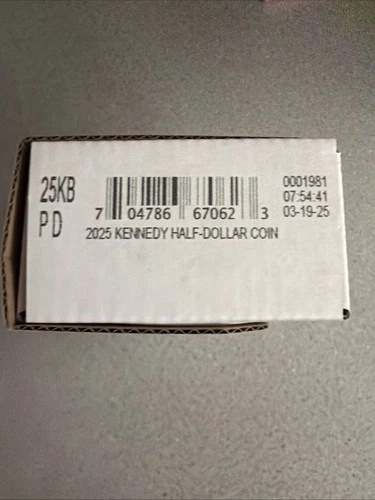 25KB
P D
7 04786 67062 3
2025 KENNEDY HALF-DOLLAR COIN
0001981
07:54:41
03-19-25